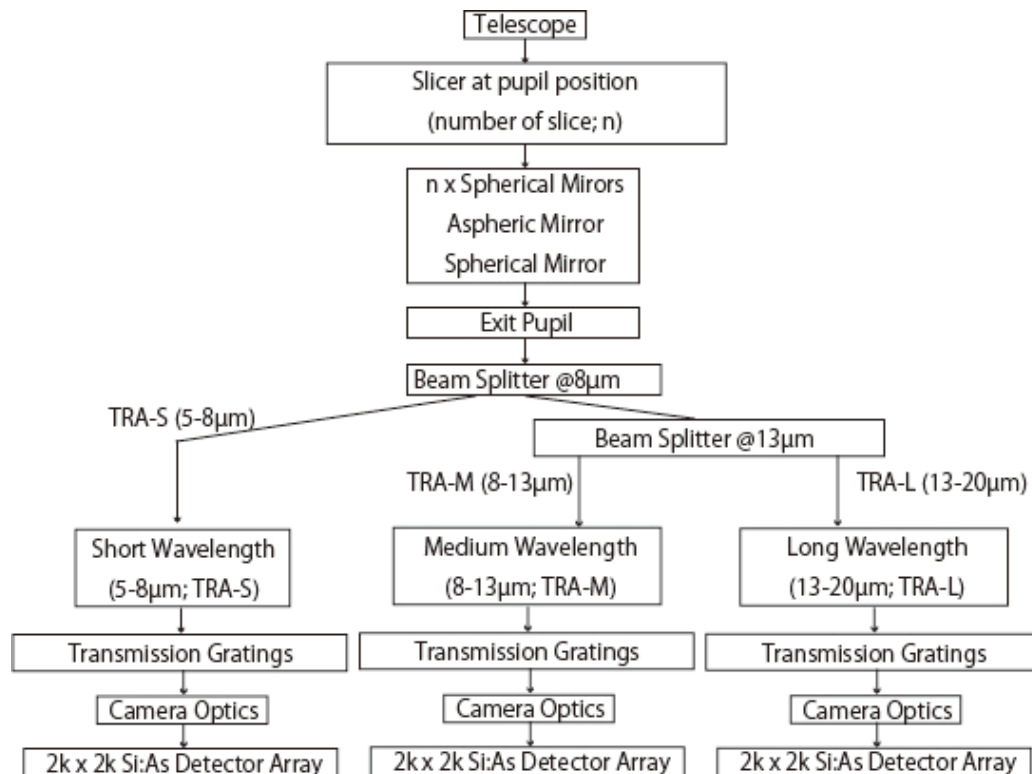 Telescope
Slicer at pupil position
(number of slice; n)
n x Spherical Mirors
Aspheric Mirror
Spherical Mirror
Exit Pupil
Beam Splitter @8μm
TRA-S (5-8μm)
Beam Splitter @13μm
TRA-M (8-13μm)
TRA-L (13-20μm)
Short Wavelength
(5-8μm; TRA-S)
Medium Wavelength
(8-13μm; TRA-M)
Long Wavelength
(13-20μm; TRA-L)
Transmission Gratings
Transmission Gratings
Transmission Gratings
Camera Optics
Camera Optics
Camera Optics
2k x 2k Si:As Detector Array
2k x 2k Si:As Detector Array
2k x 2k Si:As Detector Array